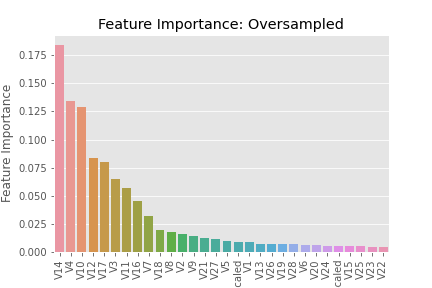 Feature Importance: Oversampled
Feature Importance
0.175
0.150
0.125
0.100
0.075
0.050
0.025
0.000
V14
V4
V10
V12
V17
V3
V11
V16
V7
V18
V8
V2
V9
V21
V27
V5
caled
V1
V13
V26
V19
V28
V6
V20
V24
caled
V15
V25
V23
V22